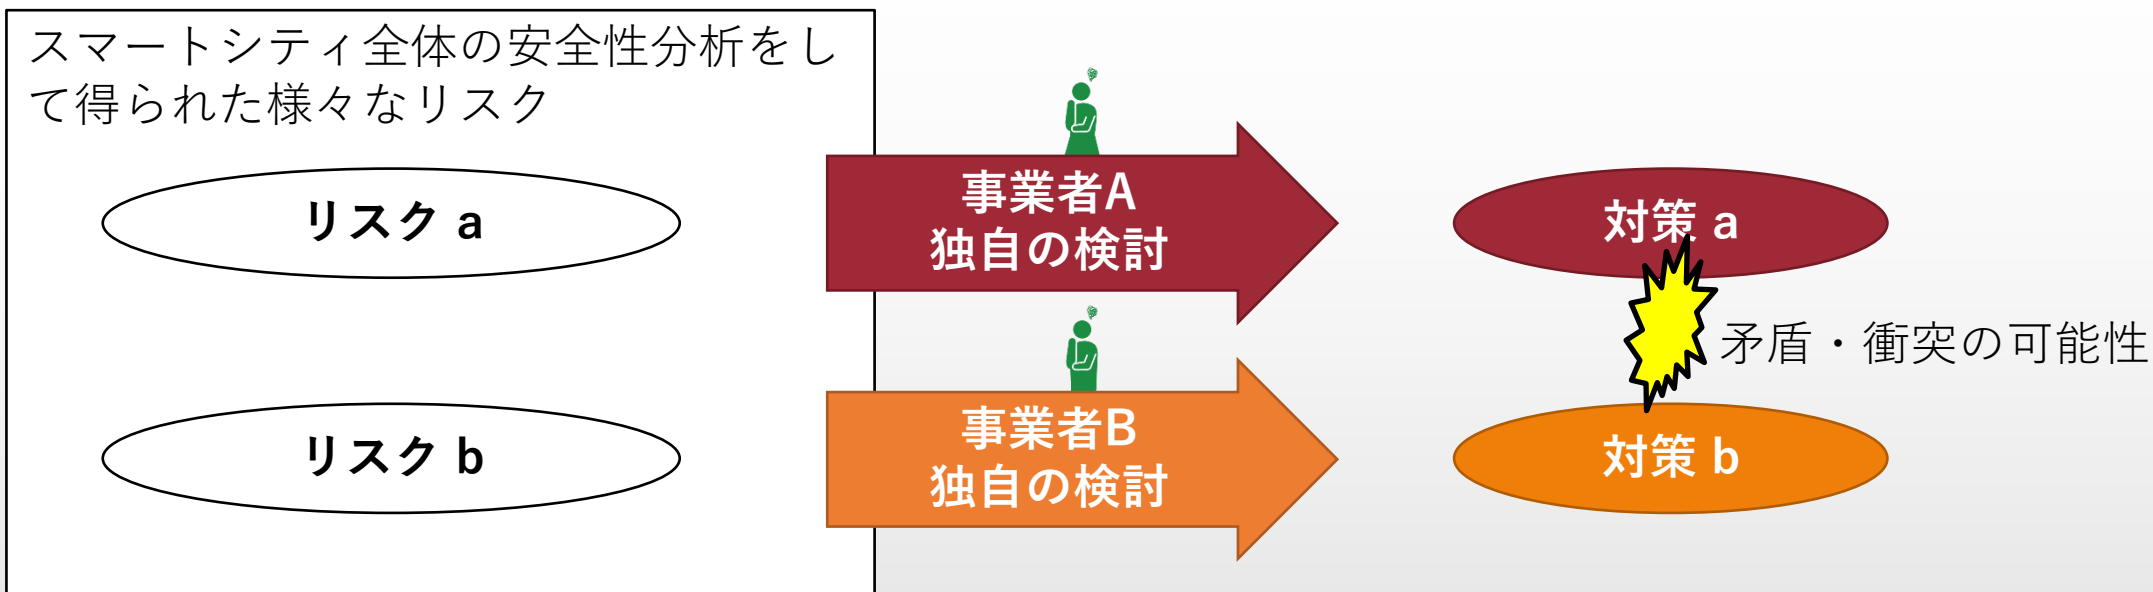 スマートシティ全体の安全性分析をし
て得られた様々なリスク
リスク a
事業者A
独自の検討
対策 a
矛盾・衝突の可能性
リスク b
事業者B
独自の検討
対策 b